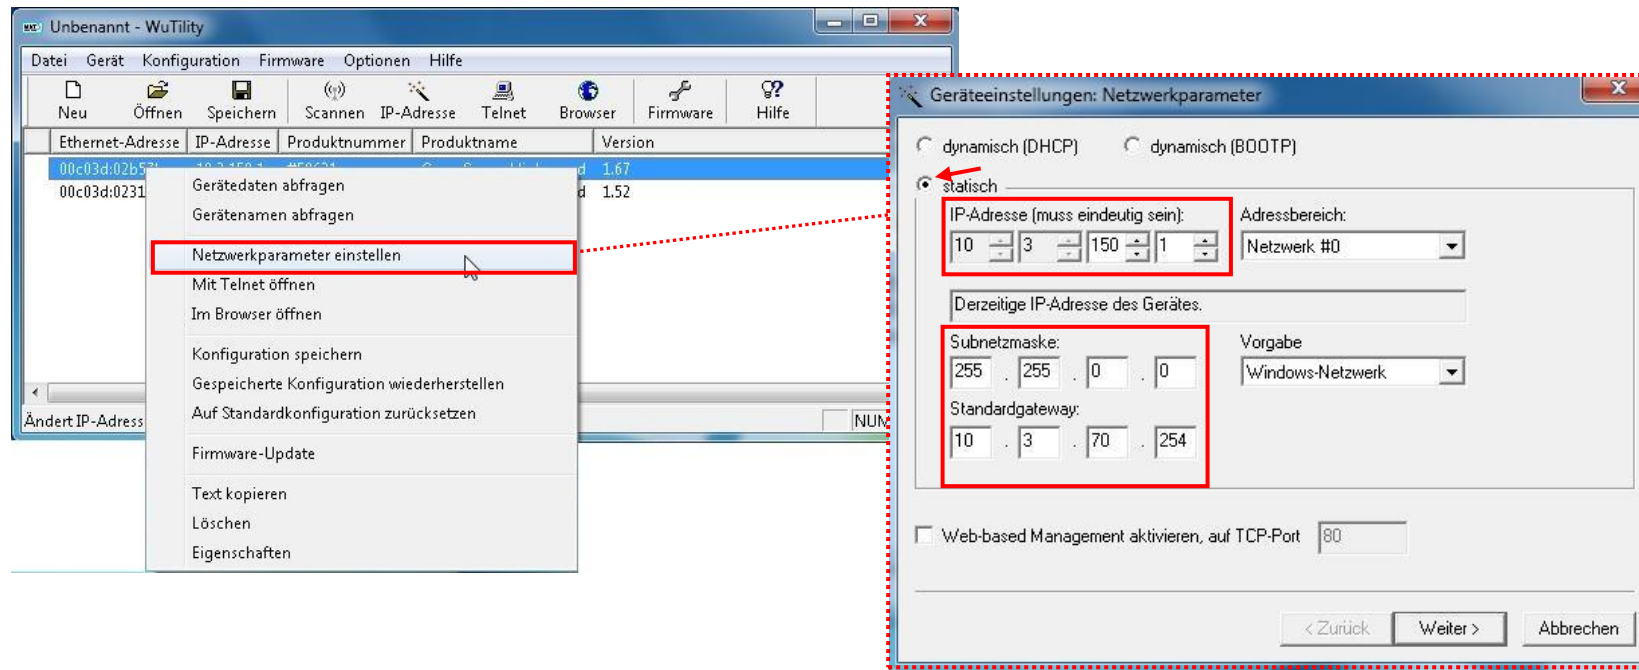 Unbenannt - WuTility
Datei Gerät Konfiguration Firmware Optionen Hilfe
Neu Öffnen Speichern Scannen IP-Adresse Telnet Browser Firmware Hilfe
Ethernet-Adresse IP-Adresse Produktnummer Produktname Version
00c03d:02b57 1.67
00c03d:0231 d 1.52
Gerätedaten abfragen
Gerätenamen abfragen
Netzwerkparameter einstellen
Mit Telnet öffnen
Im Browser öffnen
Konfiguration speichern
Gespeicherte Konfiguration wiederherstellen
Auf Standardkonfiguration zurücksetzen
Firmware-Update
Text kopieren
Löschen
Eigenschaften
Ändert IP-Adress
NUM
Geräteeinstellungen: Netzwerkparameter
dynamisch (DHCP) dynamisch (BOOTP)
statisch
IP-Adresse (muss eindeutig sein): Adressbereich:
10 3 150 1 Netzwerk #0
Derzeitige IP-Adresse des Gerätes.
Subnetzmaske: Vorgabe
255 . 255 . 0 . 0 Windows-Netzwerk
Standardgateway:
10 . 3 . 70 . 254
Web-based Management aktivieren, auf TCP-Port 80
< Zurück Weiter > Abbrechen